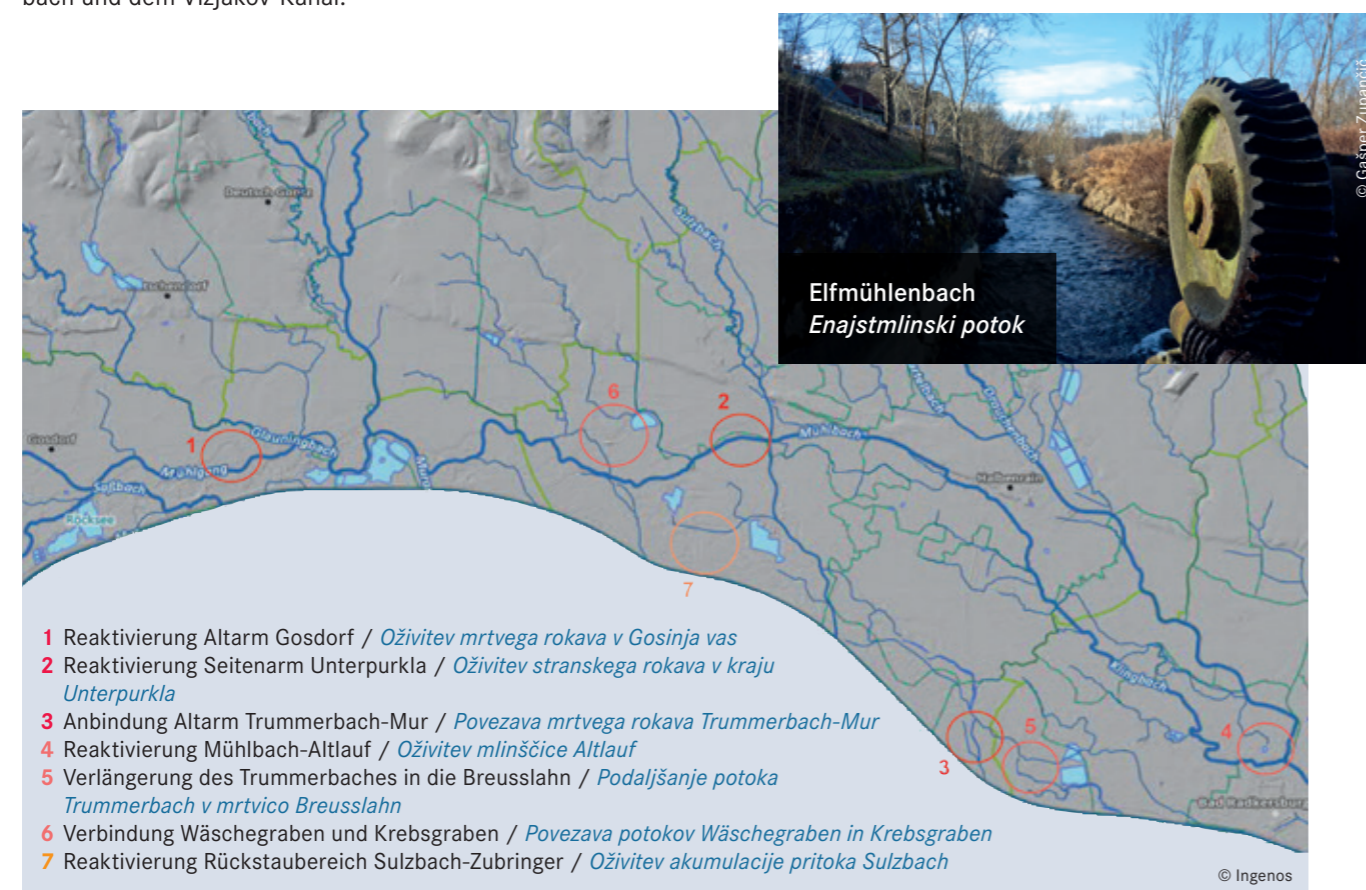 bach und dem Vizjakov-Kanal.
© Gašper Zupančič
Elfmühlenbach
Enajstmlinski potok
Deutsch Goritz
Sulzbach
6
2
1
Gosdorf
Glauningbach
Mühlgang
Mühlbach
Saßbach
Röcksee
Halbenrain
7
Klingbach
5
4
3
Bad Radkersburg
1 Reaktivierung Altarm Gosdorf / Oživitev mrtvega rokava v Gosinja vas
2 Reaktivierung Seitenarm Unterpurkla / Oživitev stranskega rokava v kraju
Unterpurkla
3 Anbindung Altarm Trummerbach-Mur / Povezava mrtvega rokava Trummerbach-Mur
4 Reaktivierung Mühlbach-Altlauf / Oživitev mlinščice Altlauf
5 Verlängerung des Trummerbaches in die Breusslahn / Podaljšanje potoka
Trummerbach v mrtvico Breusslahn
6 Verbindung Wäschegraben und Krebsgraben / Povezava potokov Wäschegraben in Krebsgraben
7 Reaktivierung Rückstaubereich Sulzbach-Zubringer / Oživitev akumulacije pritoka Sulzbach
© Ingenos